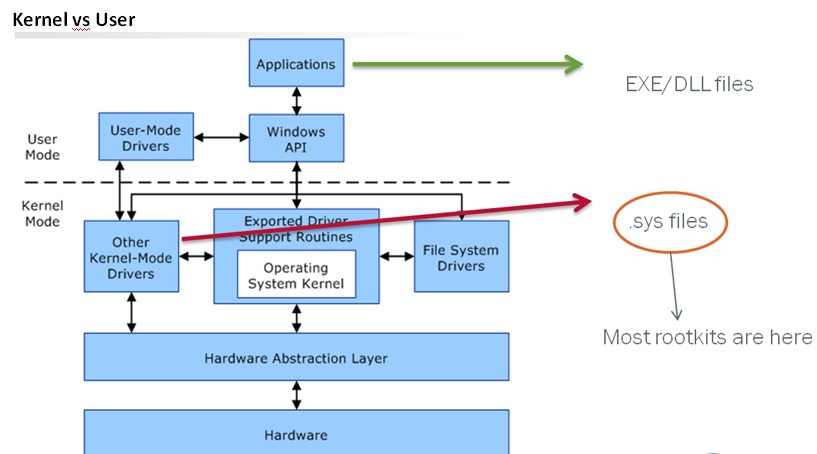 Kernel vs User
Applications
EXE/DLL files
User-Mode
Drivers
Windows
API
User
Mode
Kernel
Mode
Other
Kernel-Mode
Drivers
Exported Driver
Support Routines
Operating
System Kernel
File System
Drivers
.sys files
Most rootkits are here
Hardware Abstraction Layer
Hardware